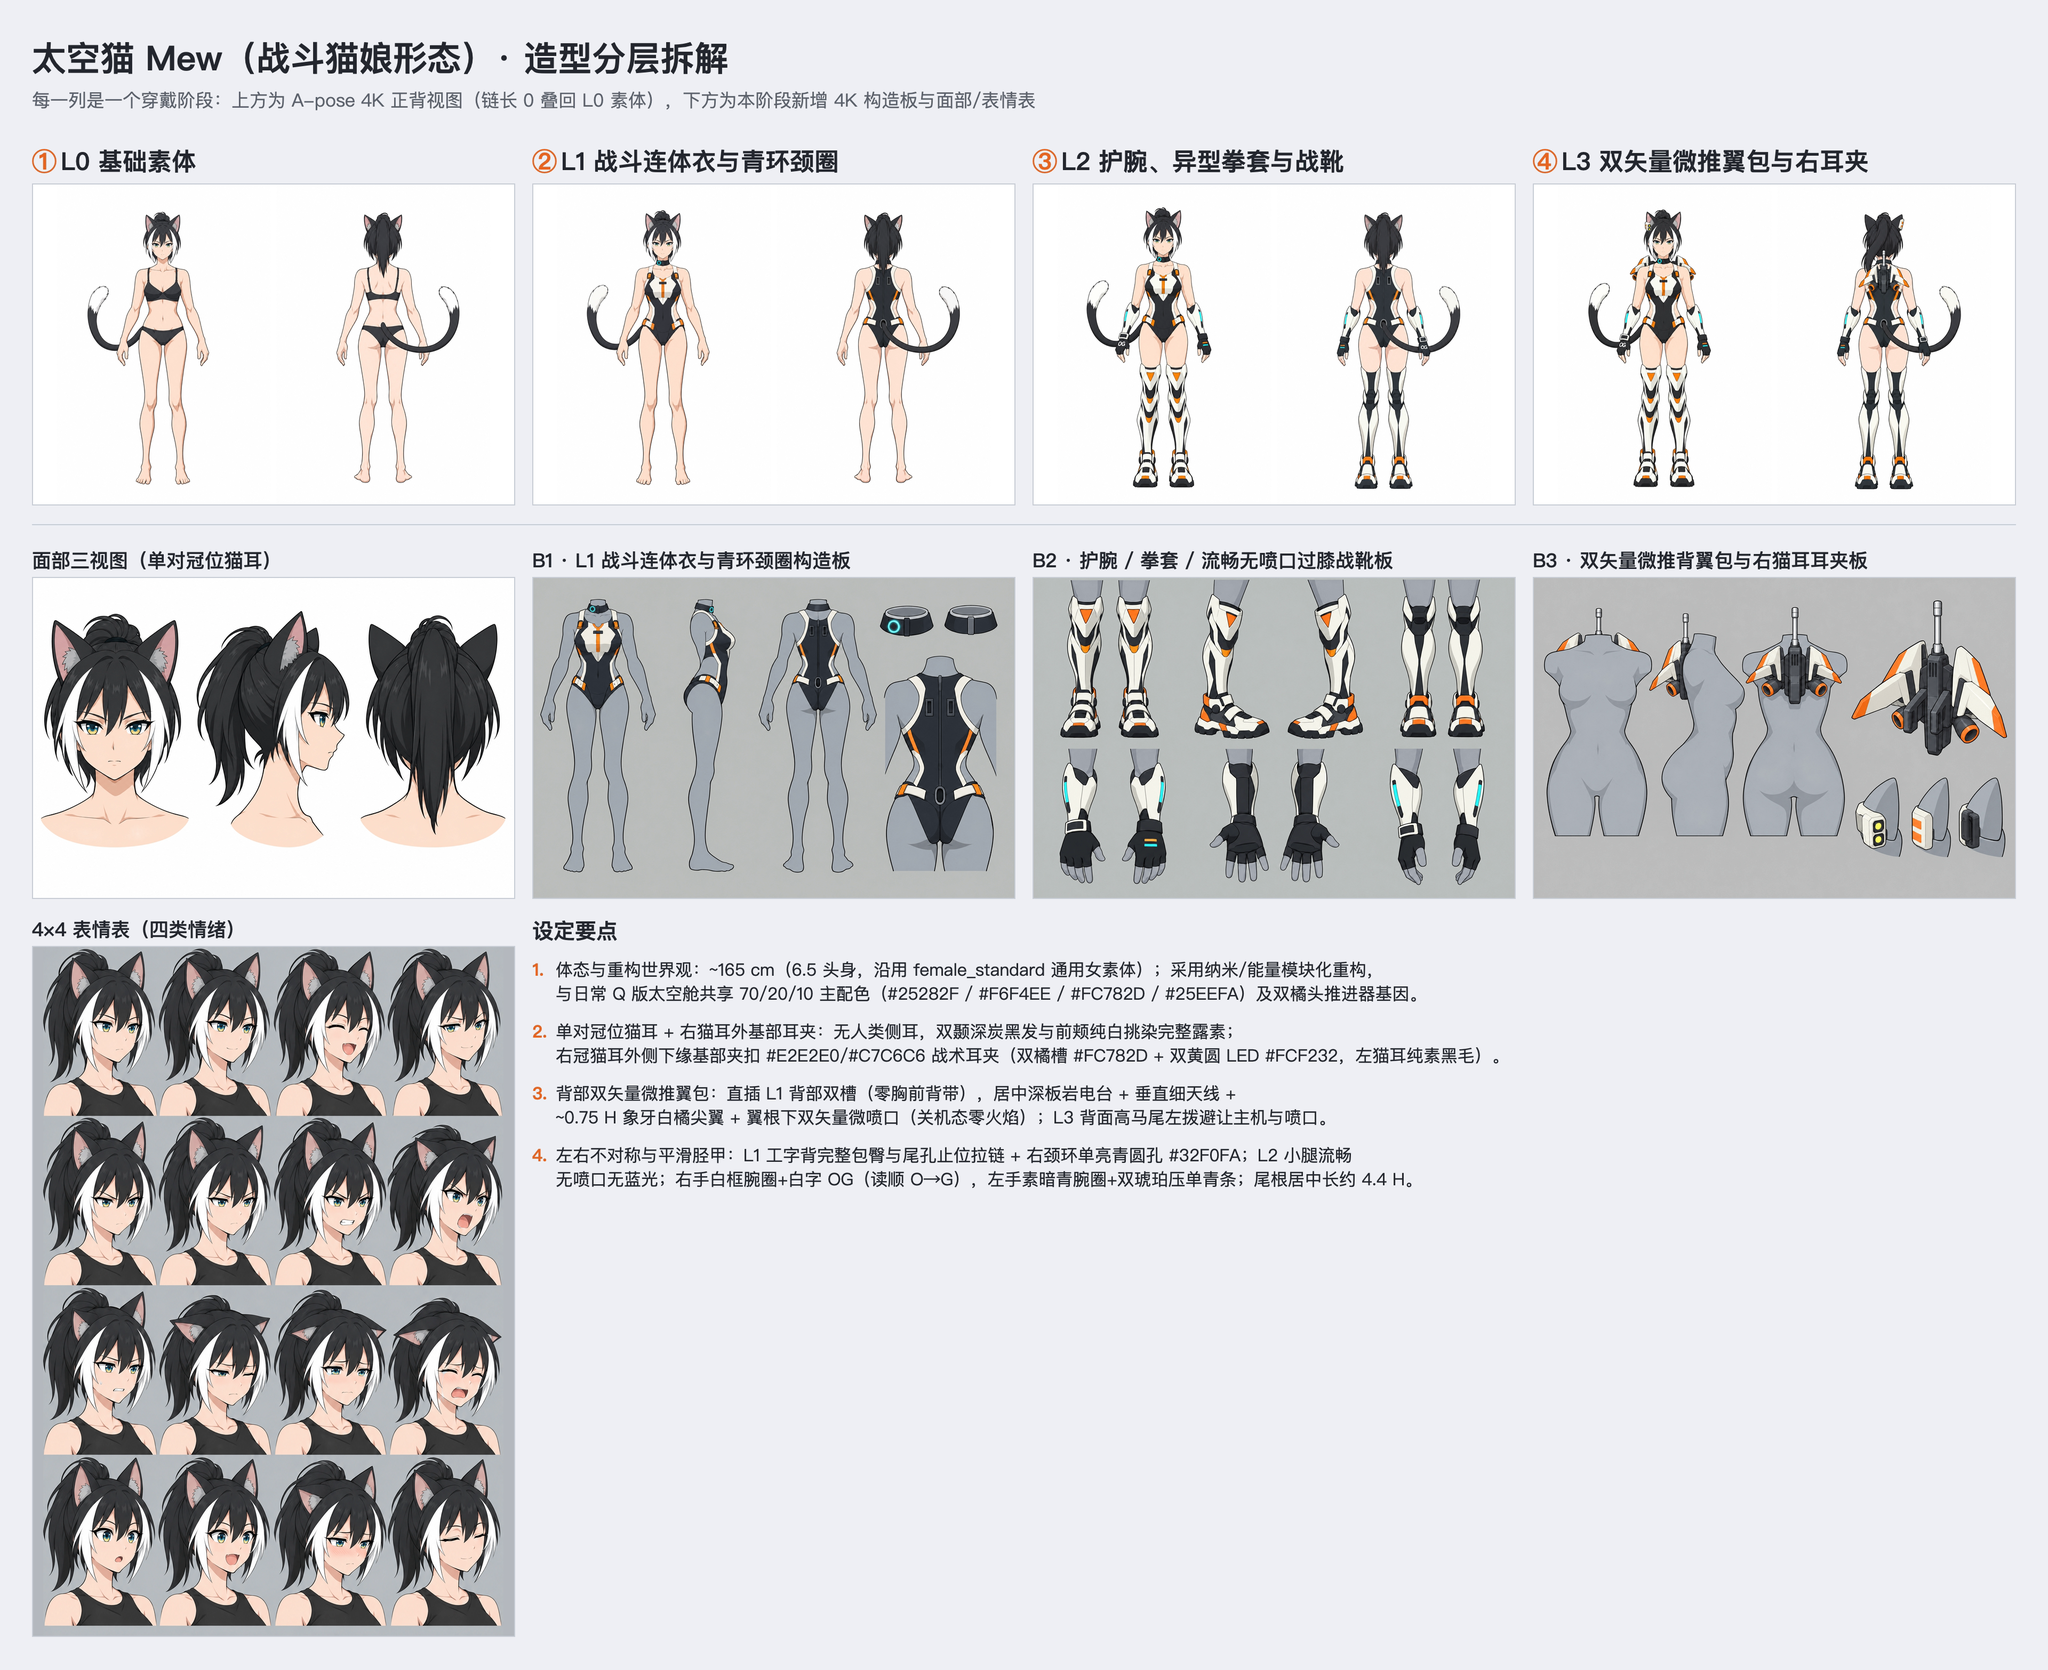 太空猫 Mew（战斗猫娘形态）· 造型分层拆解
每一列是一个穿戴阶段：上方为 A-pose 4K 正背视图（链长 0 叠回 L0 素体），下方为本阶段新增 4K 构造板与面部/表情表
① L0 基础素体
② L1 战斗连体衣与青环颈圈
③ L2 护腕、异型拳套与战靴
④ L3 双矢量微推翼包与右耳夹
面部三视图（单对冠位猫耳）
B1 · L1 战斗连体衣与青环颈圈构造板
B2 · 护腕 / 拳套 / 流畅无喷口过膝战靴板
B3 · 双矢量微推背翼包与右猫耳耳夹板
4×4 表情表（四类情绪）
设定要点
1. 体态与重构世界观：~165 cm（6.5 头身，沿用 female_standard 通用女素体）；采用纳米/能量模块化重构，
与日常 Q 版太空舱共享 70/20/10 主配色（#25282F / #F6F4EE / #FC782D / #25EEFA）及双橘头推进器基因。
2. 单对冠位猫耳 + 右猫耳外基部耳夹：无人类侧耳，双颞深炭黑发与前颊纯白挑染完整露素；
右冠猫耳外侧下缘基部夹扣 #E2E2E0/#C7C6C6 战术耳夹（双橘槽 #FC782D + 双黄圆 LED #FCF232，左猫耳纯素黑毛）。
3. 背部双矢量微推翼包：直插 L1 背部双槽（零胸前背带），居中深板岩电台 + 垂直细天线 +
~0.75 H 象牙白橘尖翼 + 翼根下双矢量微喷口（关机态零火焰）；L3 背面高马尾左拨避让主机与喷口。
4. 左右不对称与平滑胫甲：L1 工字背完整包臀与尾孔止位拉链 + 右颈环单亮青圆孔 #32F0FA；L2 小腿流畅
无喷口无蓝光；右手白框腕圈+白字 OG（读顺 O→G），左手素暗青腕圈+双琥珀压单青条；尾根居中长约 4.4 H。